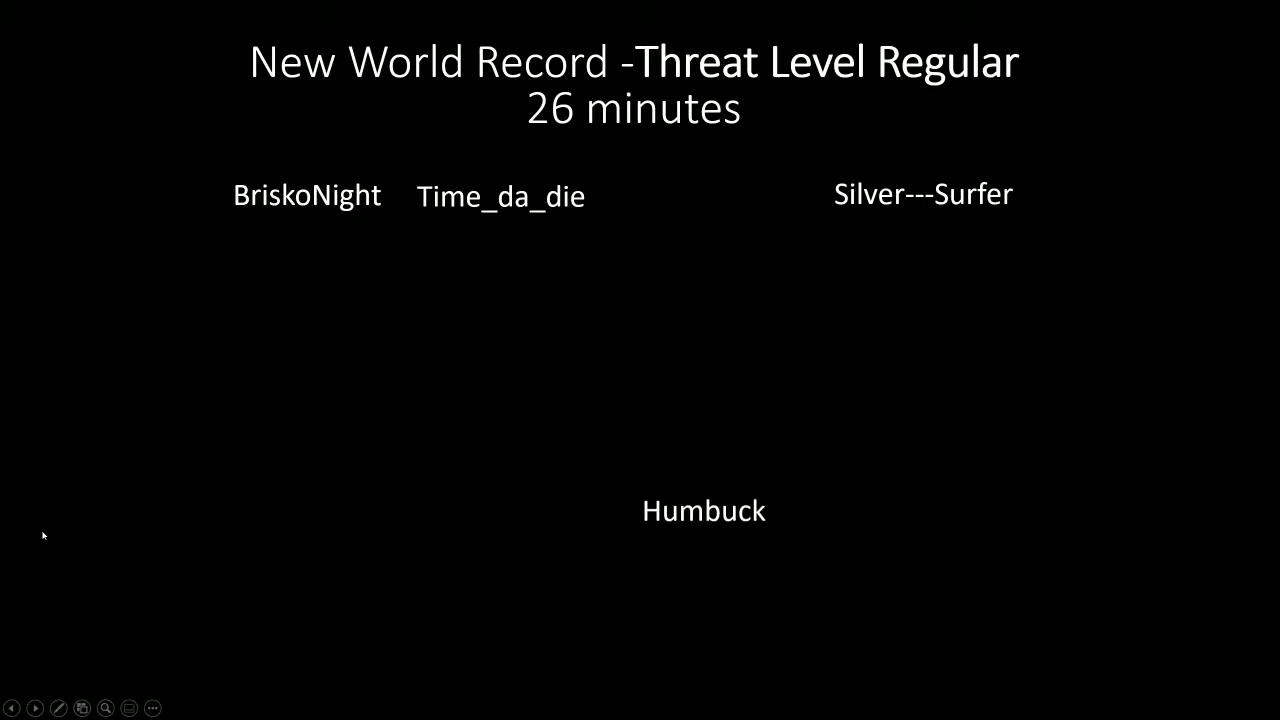 New World Record -Threat Level Regular
26 minutes
BriskoNight Time_da_die Silver---Surfer
Humbuck